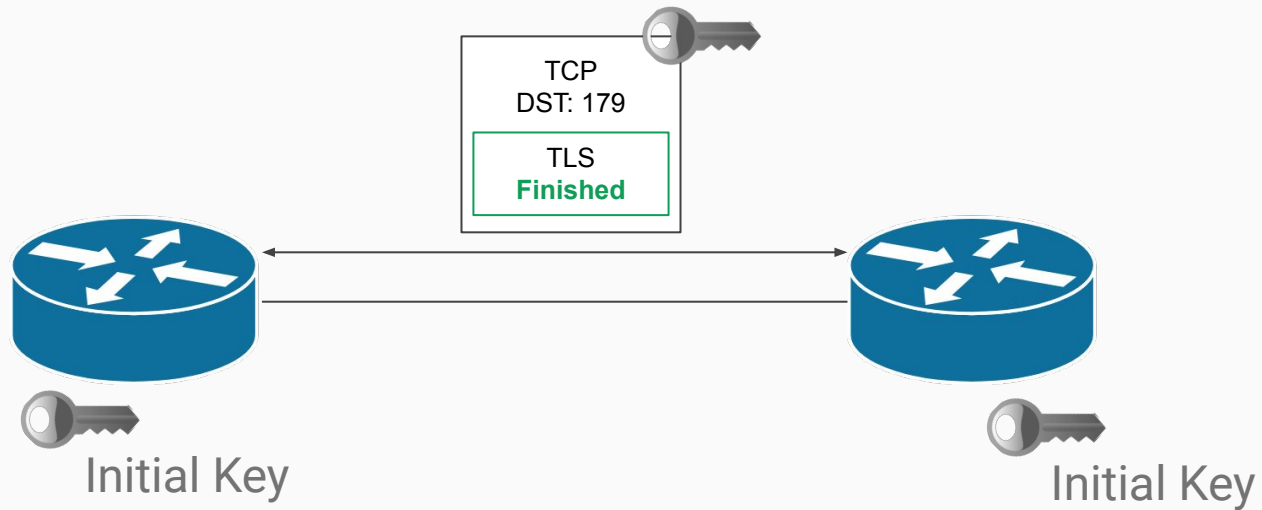 TCP
DST: 179
TLS
Finished
Initial Key
Initial Key